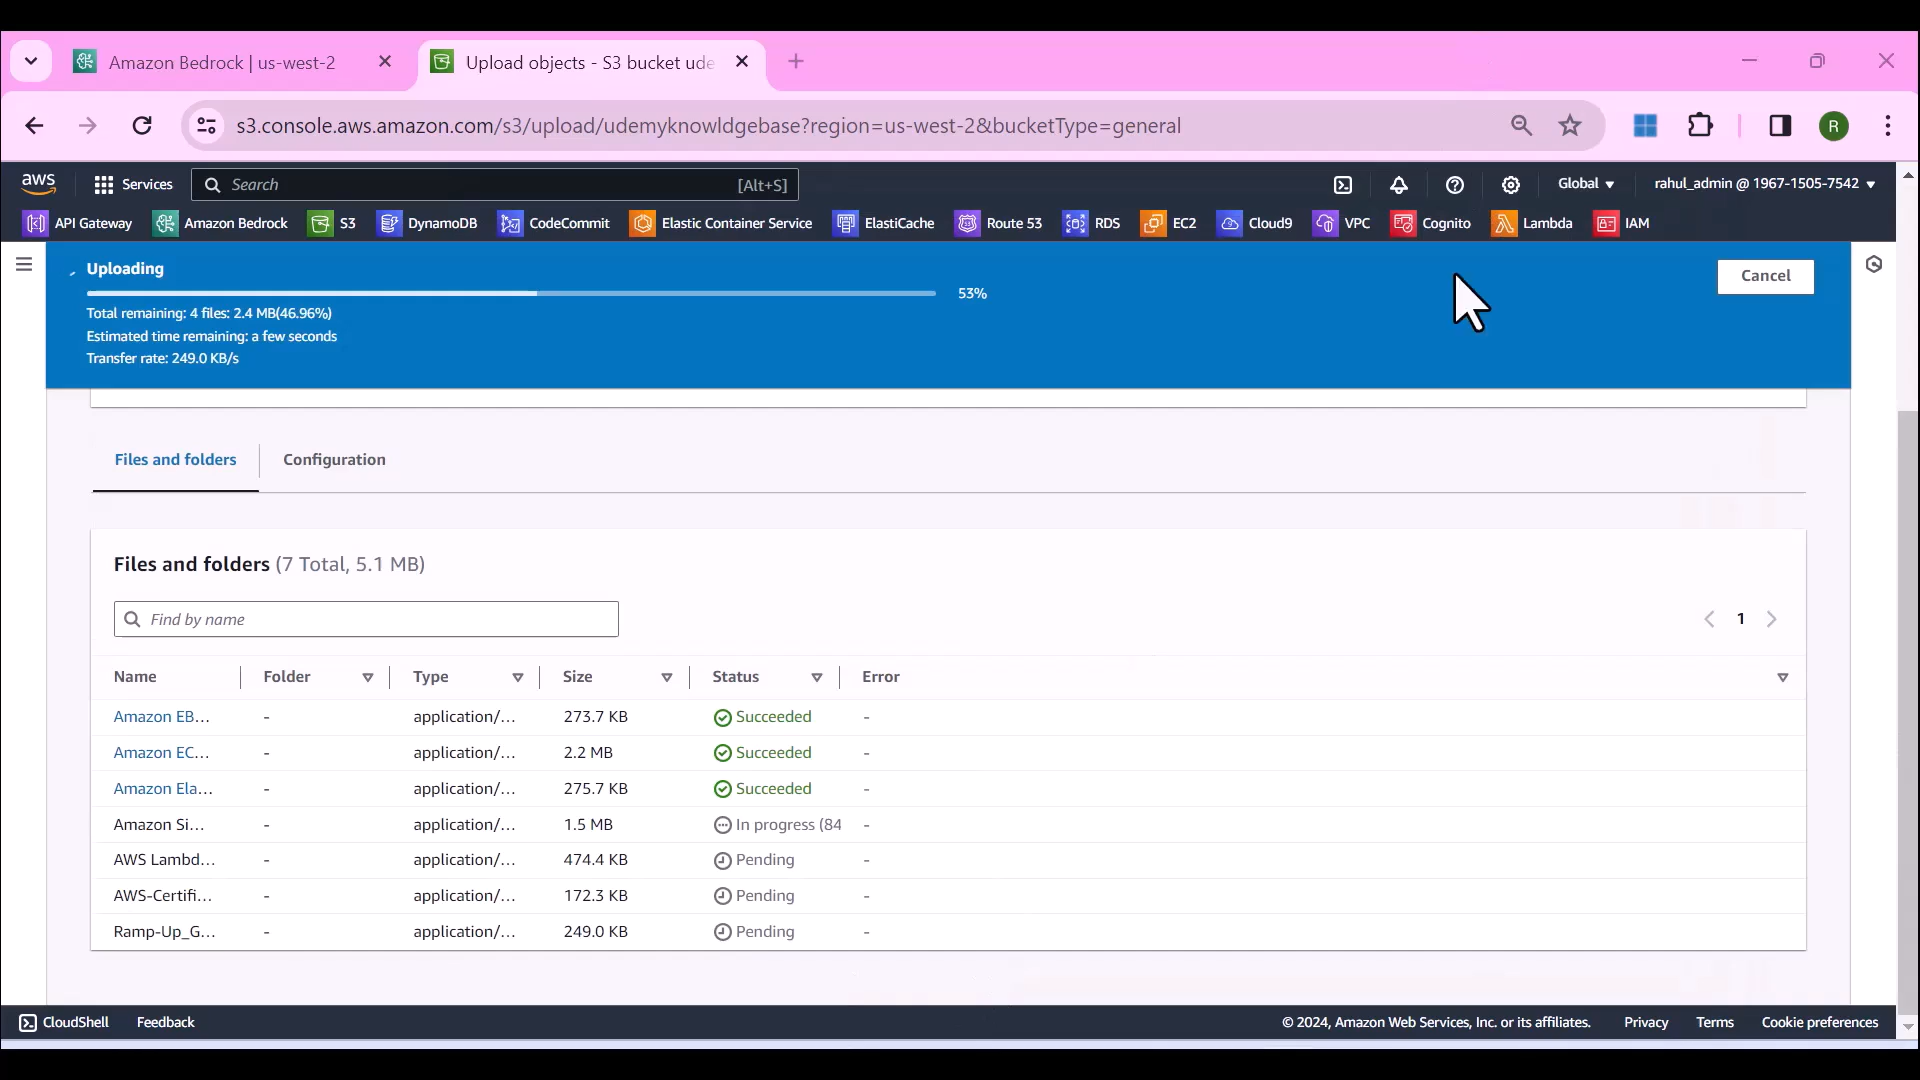 Amazon Bedrock | us-west-2
Upload objects - S3 bucket ude
s3.console.aws.amazon.com/s3/upload/udemyknowldgebase?region=us-west-2&bucketType=general
R
aws
Services
Search
[Alt+S]
Global
rahul_admin @ 1967-1505-7542
API Gateway
Amazon Bedrock
S3
DynamoDB
CodeCommit
Elastic Container Service
ElastiCache
Route 53
RDS
EC2
Cloud9
VPC
Cognito
Lambda
IAM
Uploading
53%
Cancel
Total remaining: 4 files: 2.4 MB(46.96%)
Estimated time remaining: a few seconds
Transfer rate: 249.0 KB/s
Files and folders
Configuration
Files and folders (7 Total, 5.1 MB)
Find by name
1
Name Folder Type Size Status Error
Amazon EB... - application/... 273.7 KB Succeeded -
Amazon EC... - application/... 2.2 MB Succeeded -
Amazon Ela... - application/... 275.7 KB Succeeded -
Amazon Si... - application/... 1.5 MB In progress (84 -
AWS Lambd... - application/... 474.4 KB Pending -
AWS-Certifi... - application/... 172.3 KB Pending -
Ramp-Up_G... - application/... 249.0 KB Pending -
CloudShell
Feedback
© 2024, Amazon Web Services, Inc. or its affiliates.
Privacy
Terms
Cookie preferences